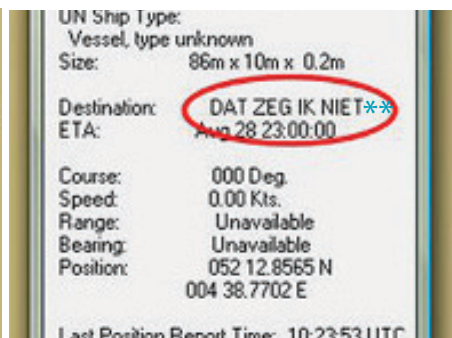 UN Ship Type:
Vessel, type unknown
Size: 86m x 10m x 0.2m
Destination: DAT ZEG IK NIET**
ETA: Aug 28 23:00:00
Course: 000 Deg.
Speed: 0.00 Kts.
Range: Unavailable
Bearing: Unavailable
Position: 052 12.8565 N
004 38.7702 E
Last Position Report Time: 10:23:53 UTC